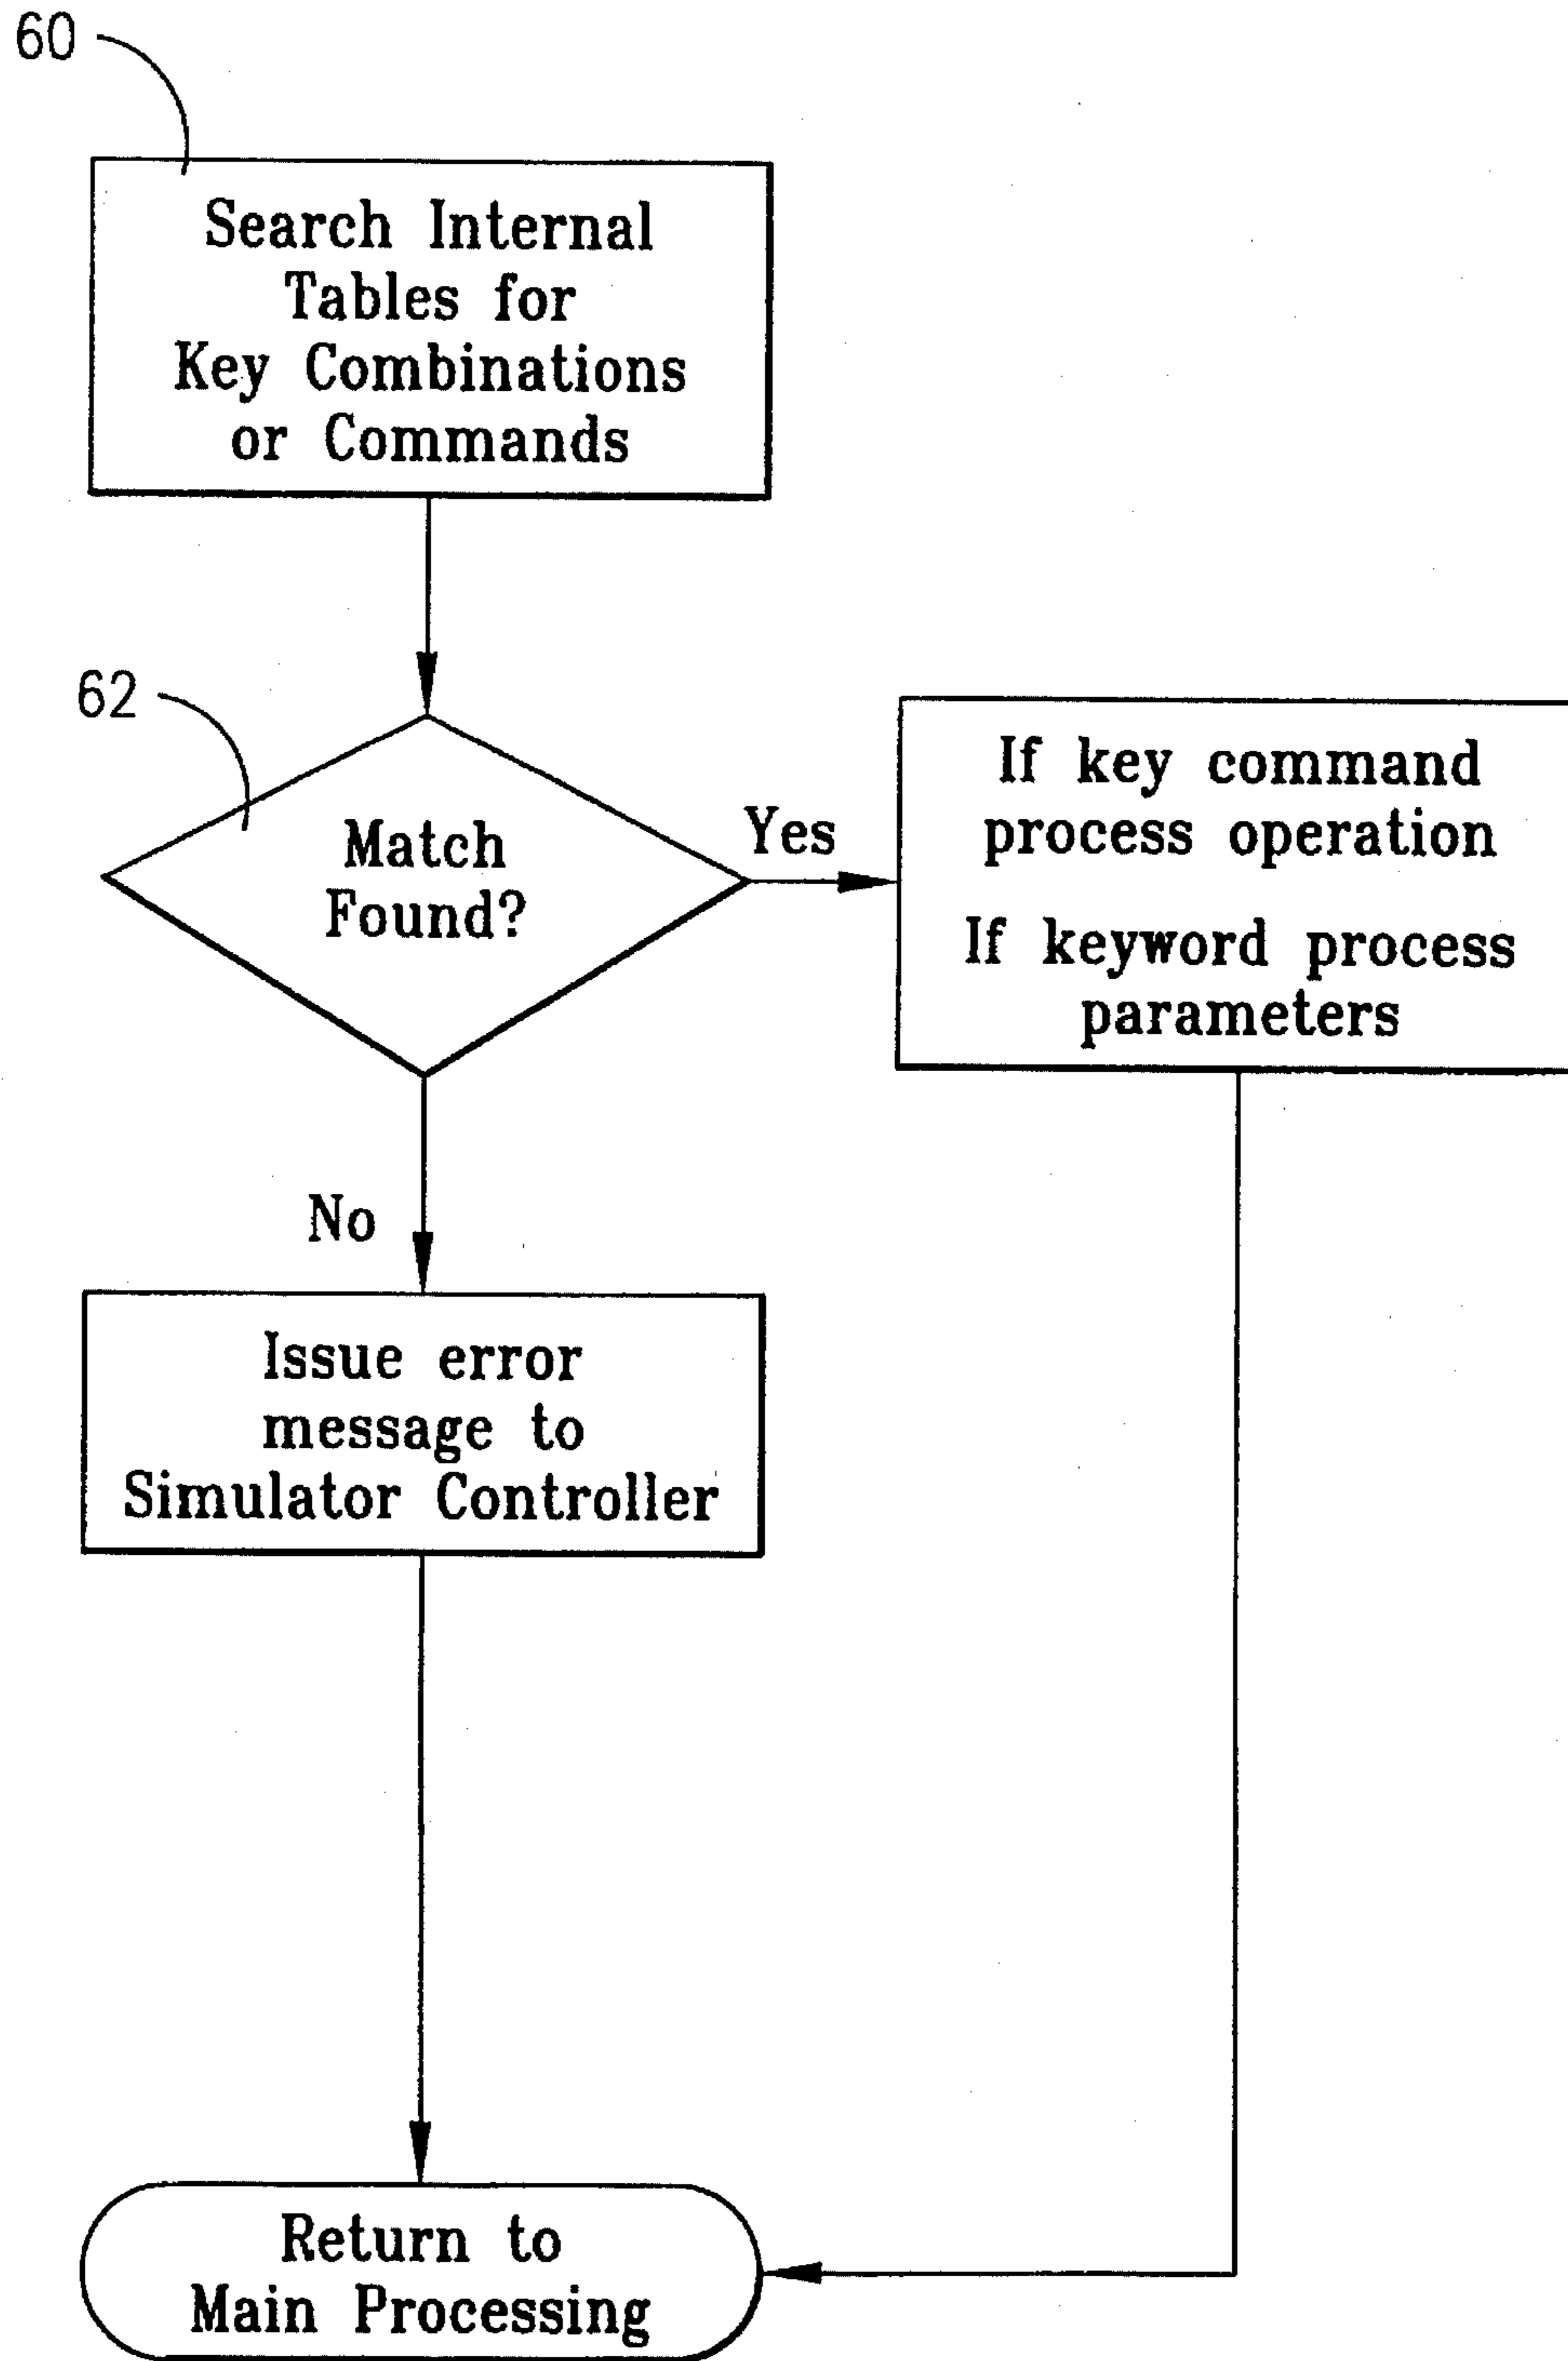 60
Search Internal
Tables for
Key Combinations
or Commands
62
Match
Found?
Yes
If key command
process operation
If keyword process
parameters
No
Issue error
message to
Simulator Controller
Return to
Main Processing